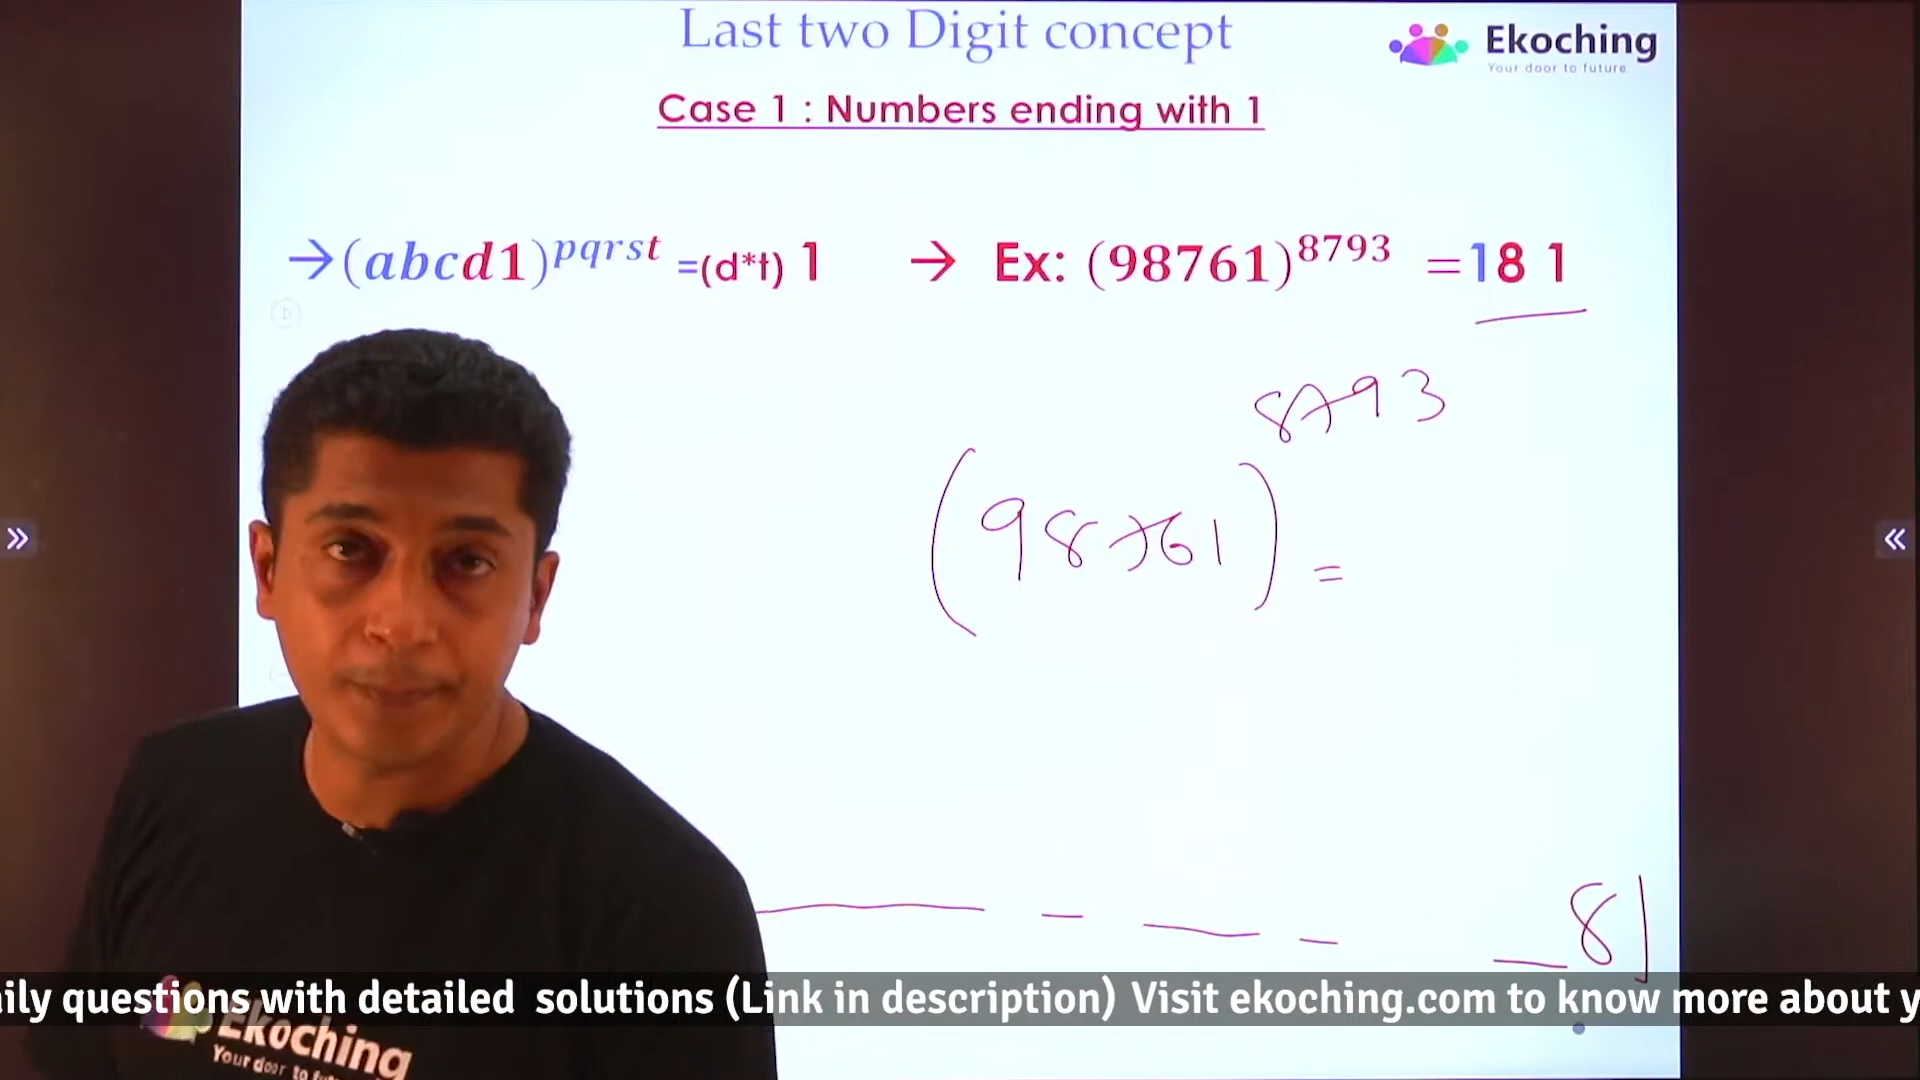 Last two Digit concept
Ekoching
Your door to future
Case 1 : Numbers ending with 1
→(abcd1)^pqrst =(d*t) 1 → Ex: (98761)^8793 =18 1
8793
(98761) =
_81
ily questions with detailed solutions (Link in description) Visit ekoching.com to know more about y
Ekoching
Your door to fu